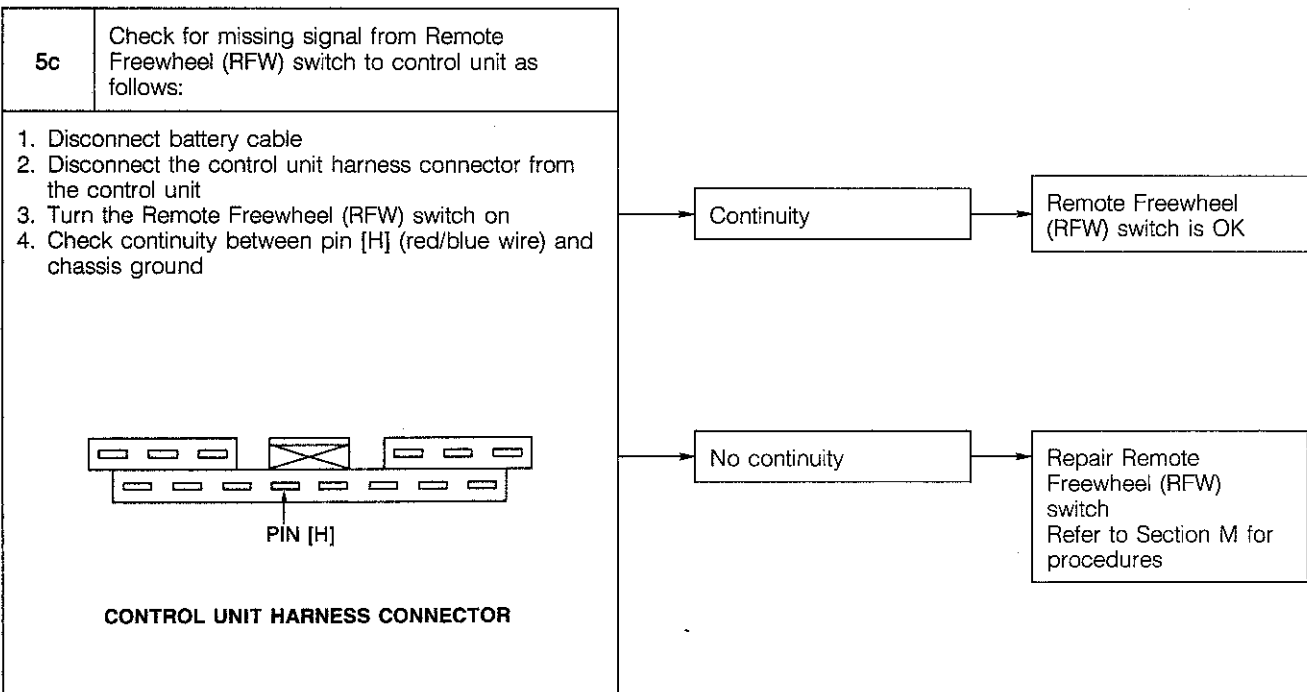 5c
Check for missing signal from Remote
Freewheel (RFW) switch to control unit as
follows:
1. Disconnect battery cable
2. Disconnect the control unit harness connector from
the control unit
3. Turn the Remote Freewheel (RFW) switch on
4. Check continuity between pin [H] (red/blue wire) and
chassis ground
PIN [H]
CONTROL UNIT HARNESS CONNECTOR
Continuity
Remote Freewheel
(RFW) switch is OK
No continuity
Repair Remote
Freewheel (RFW)
switch
Refer to Section M for
procedures